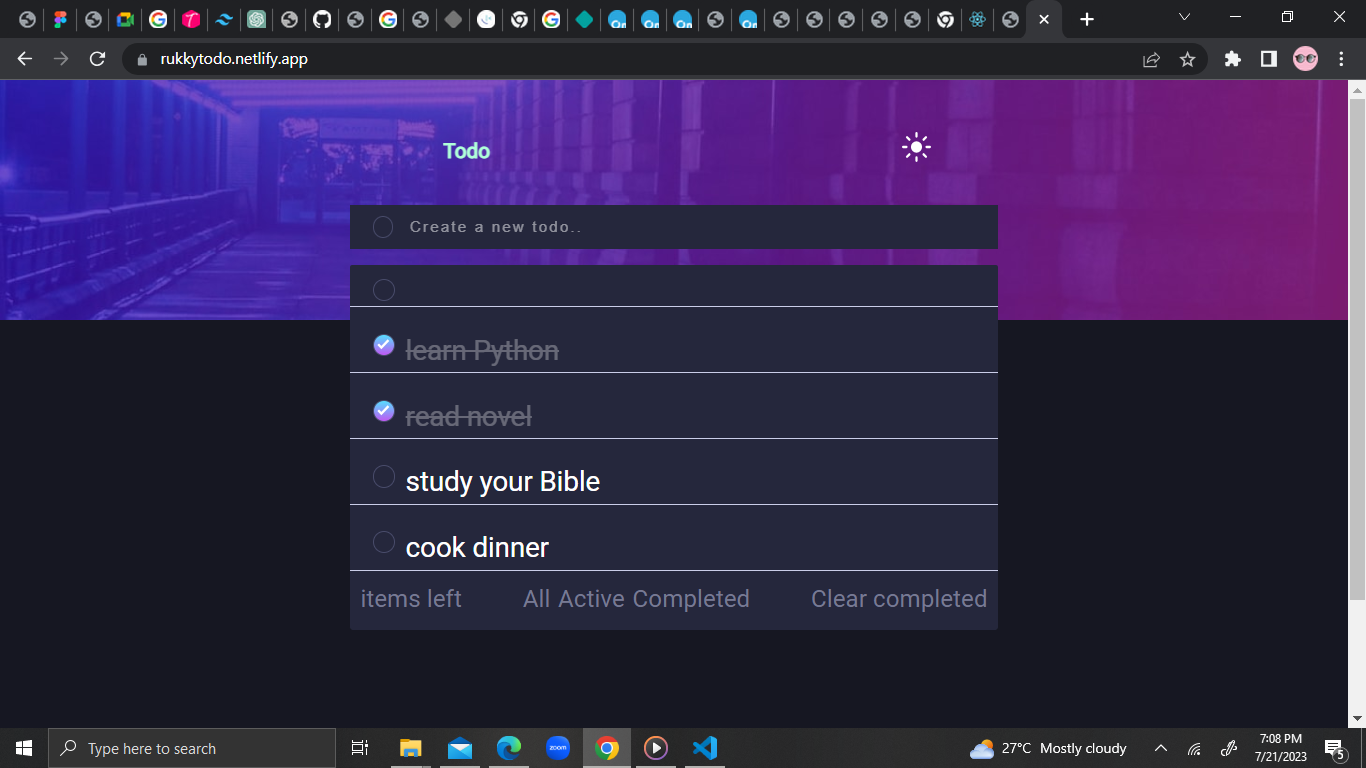 rukkytodo.netlify.app
Todo
Create a new todo..
learn Python
read novel
study your Bible
cook dinner
items left All Active Completed Clear completed
Type here to search
zoom
27°C Mostly cloudy
7:08 PM
7/21/2023
5